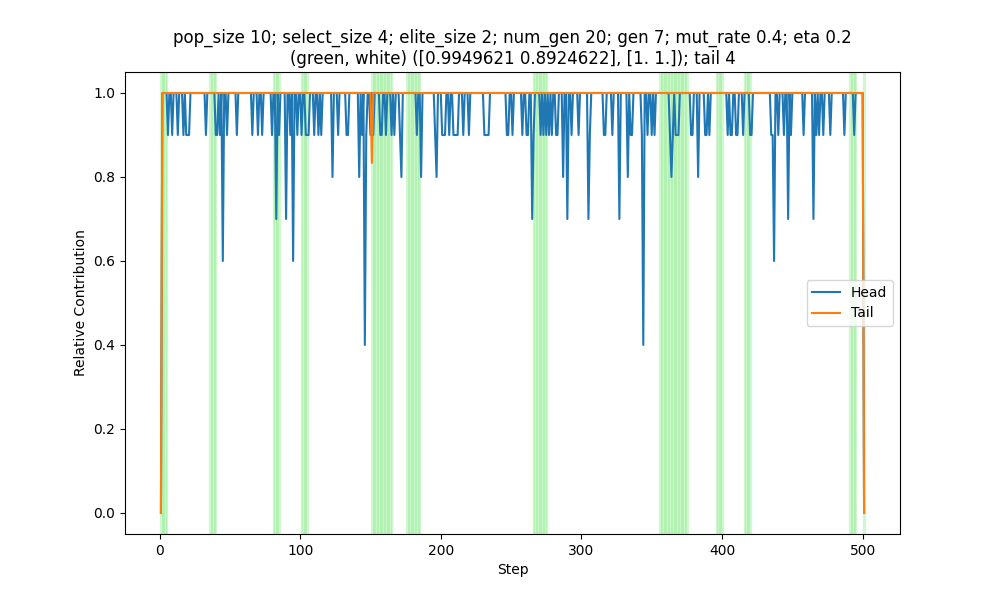 pop_size 10; select_size 4; elite_size 2; num_gen 20; gen 7; mut_rate 0.4; eta 0.2
(green, white) ([0.9949621 0.8924622], [1. 1.]); tail 4
1.0
0.8
0.6
0.4
0.2
0.0
Relative Contribution
Head
Tail
0
100
200
300
400
500
Step